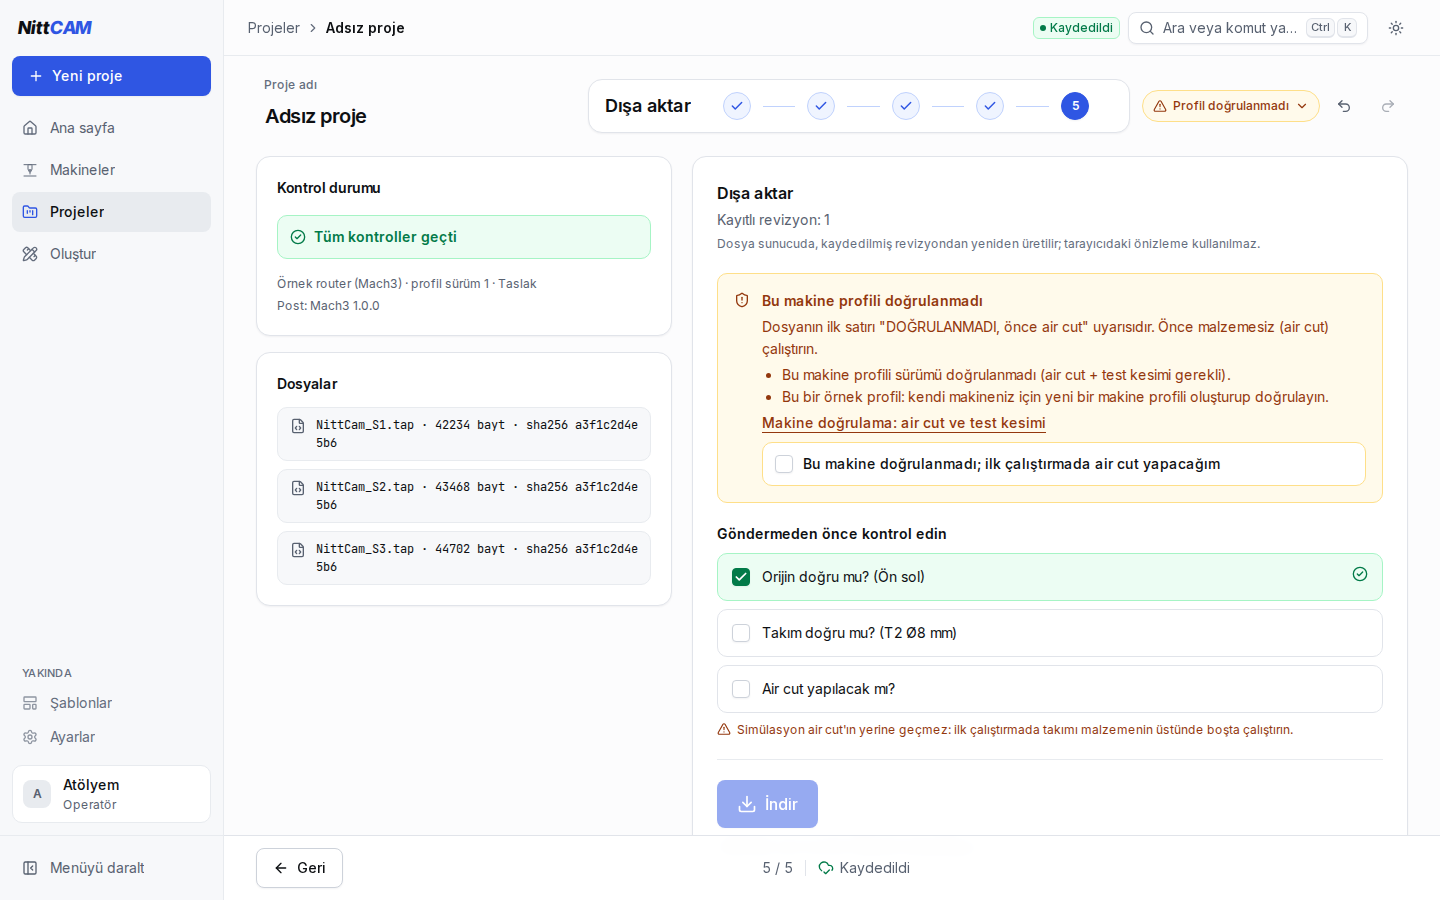 NittCAM
Yeni proje
Ana sayfa
Makineler
Projeler
Oluştur
YAKINDA
Şablonlar
Ayarlar
A
Atölyem
Operatör
Menüyü daralt
Projeler
Adsız proje
Kaydedildi
Ara veya komut ya...
Ctrl
K
Proje adı
Adsız proje
Dışa aktar
5
Profil doğrulanmadı
Kontrol durumu
Tüm kontroller geçti
Örnek router (Mach3) · profil sürüm 1 · Taslak
Post: Mach3 1.0.0
Dosyalar
NittCam_S1.tap · 42234 bayt · sha256 a3f1c2d4e
5b6
NittCam_S2.tap · 43468 bayt · sha256 a3f1c2d4e
5b6
NittCam_S3.tap · 44702 bayt · sha256 a3f1c2d4e
5b6
Dışa aktar
Kayıtlı revizyon: 1
Dosya sunucuda, kaydedilmiş revizyondan yeniden üretilir; tarayıcıdaki önizleme kullanılmaz.
Bu makine profili doğrulanmadı
Dosyanın ilk satırı "DOĞRULANMADI, önce air cut" uyarısıdır. Önce malzemesiz (air cut)
çalıştırın.
• Bu makine profili sürümü doğrulanmadı (air cut + test kesimi gerekli).
• Bu bir örnek profil: kendi makineniz için yeni bir makine profili oluşturup doğrulayın.
Makine doğrulama: air cut ve test kesimi
Bu makine doğrulanmadı; ilk çalıştırmada air cut yapacağım
Göndermeden önce kontrol edin
Orijin doğru mu? (Ön sol)
Takım doğru mu? (T2 Ø8 mm)
Air cut yapılacak mı?
Simülasyon air cut'ın yerine geçmez: ilk çalıştırmada takımı malzemenin üstünde boşta çalıştırın.
İndir
Geri
5 / 5
Kaydedildi